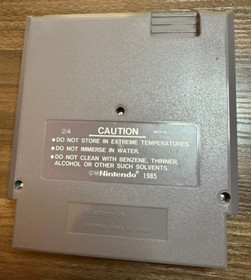 24 CAUTION
•DO NOT STORE IN EXTREME TEMPERATURES.
•DO NOT IMMERSE IN WATER.
•DO NOT CLEAN WITH BENZENE, THINNER,
ALCOHOL OR OTHER SUCH SOLVENTS.
©®Nintendo® 1985